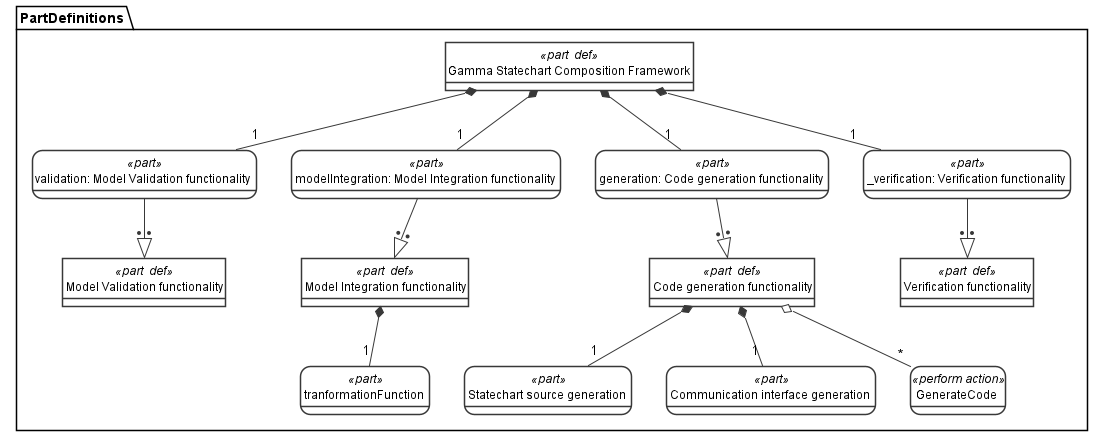 PartDefinitions
«part def»
Gamma Statechart Composition Framework
1
1
1
1
«part»
validation: Model Validation functionality
«part»
modelIntegration: Model Integration functionality
«part»
generation: Code generation functionality
«part»
_verification: Verification functionality
«part def»
Model Validation functionality
«part def»
Model Integration functionality
«part def»
Code generation functionality
«part def»
Verification functionality
1
1
1
*
«part»
tranformationFunction
«part»
Statechart source generation
«part»
Communication interface generation
«perform action»
GenerateCode